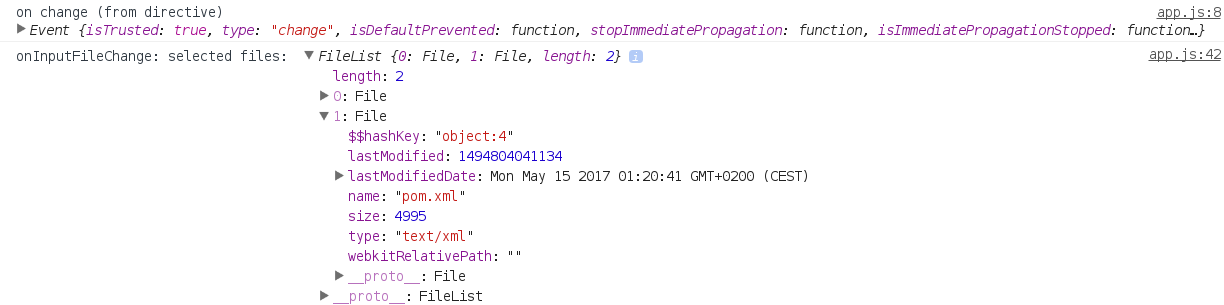 on change (from directive) app.js:8
▶ Event {isTrusted: true, type: "change", isDefaultPrevented: function, stopImmediatePropagation: function, isImmediatePropagationStopped: function…}
onInputFileChange: selected files: ▼ FileList {0: File, 1: File, length: 2} i app.js:42
length: 2
▶ 0: File
▼ 1: File
$$hashKey: "object:4"
lastModified: 1494804041134
▶ lastModifiedDate: Mon May 15 2017 01:20:41 GMT+0200 (CEST)
name: "pom.xml"
size: 4995
type: "text/xml"
webkitRelativePath: ""
▶ __proto__: File
▶ __proto__: FileList